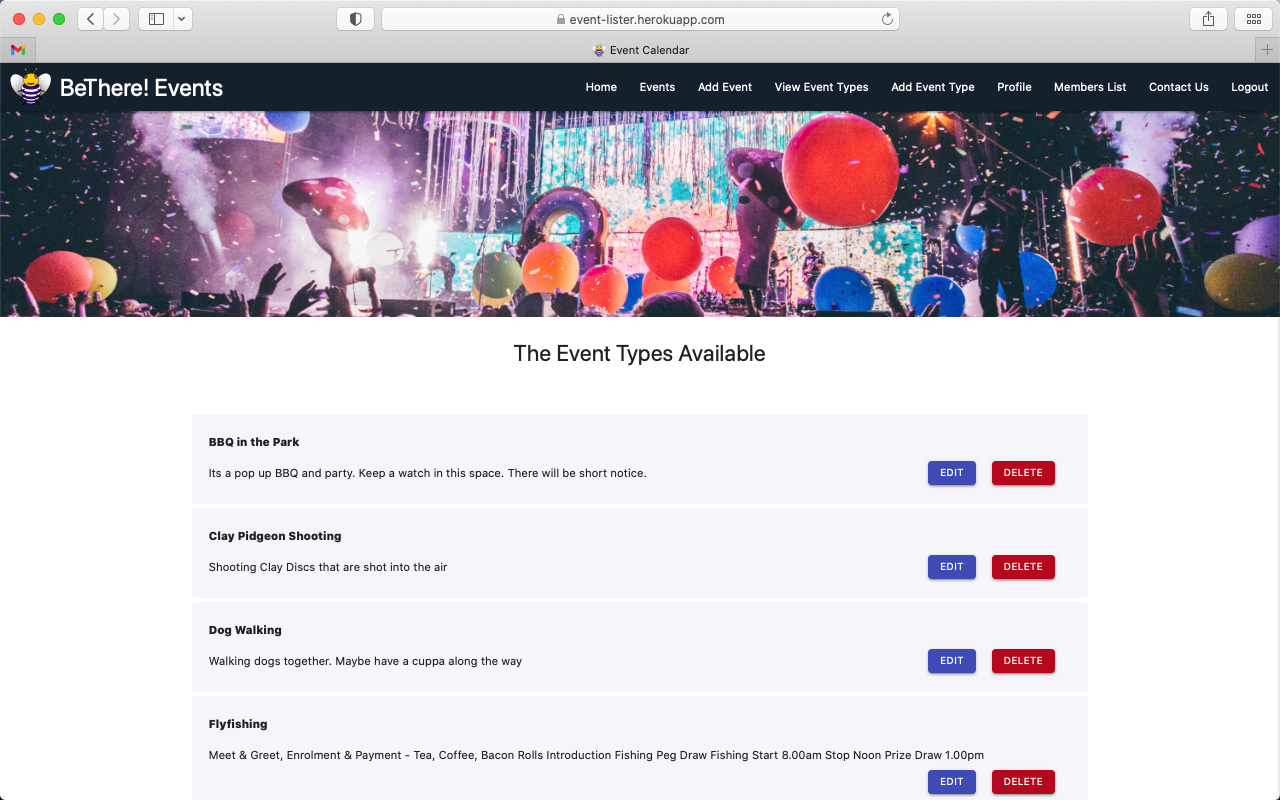 event-lister.herokuapp.com
Event Calendar
BeThere! Events
Home Events Add Event View Event Types Add Event Type Profile Members List Contact Us Logout
The Event Types Available
BBQ in the Park
Its a pop up BBQ and party. Keep a watch in this space. There will be short notice.
EDIT DELETE
Clay Pidgeon Shooting
Shooting Clay Discs that are shot into the air
EDIT DELETE
Dog Walking
Walking dogs together. Maybe have a cuppa along the way
EDIT DELETE
Flyfishing
Meet & Greet, Enrolment & Payment - Tea, Coffee, Bacon Rolls Introduction Fishing Peg Draw Fishing Start 8.00am Stop Noon Prize Draw 1.00pm
EDIT DELETE